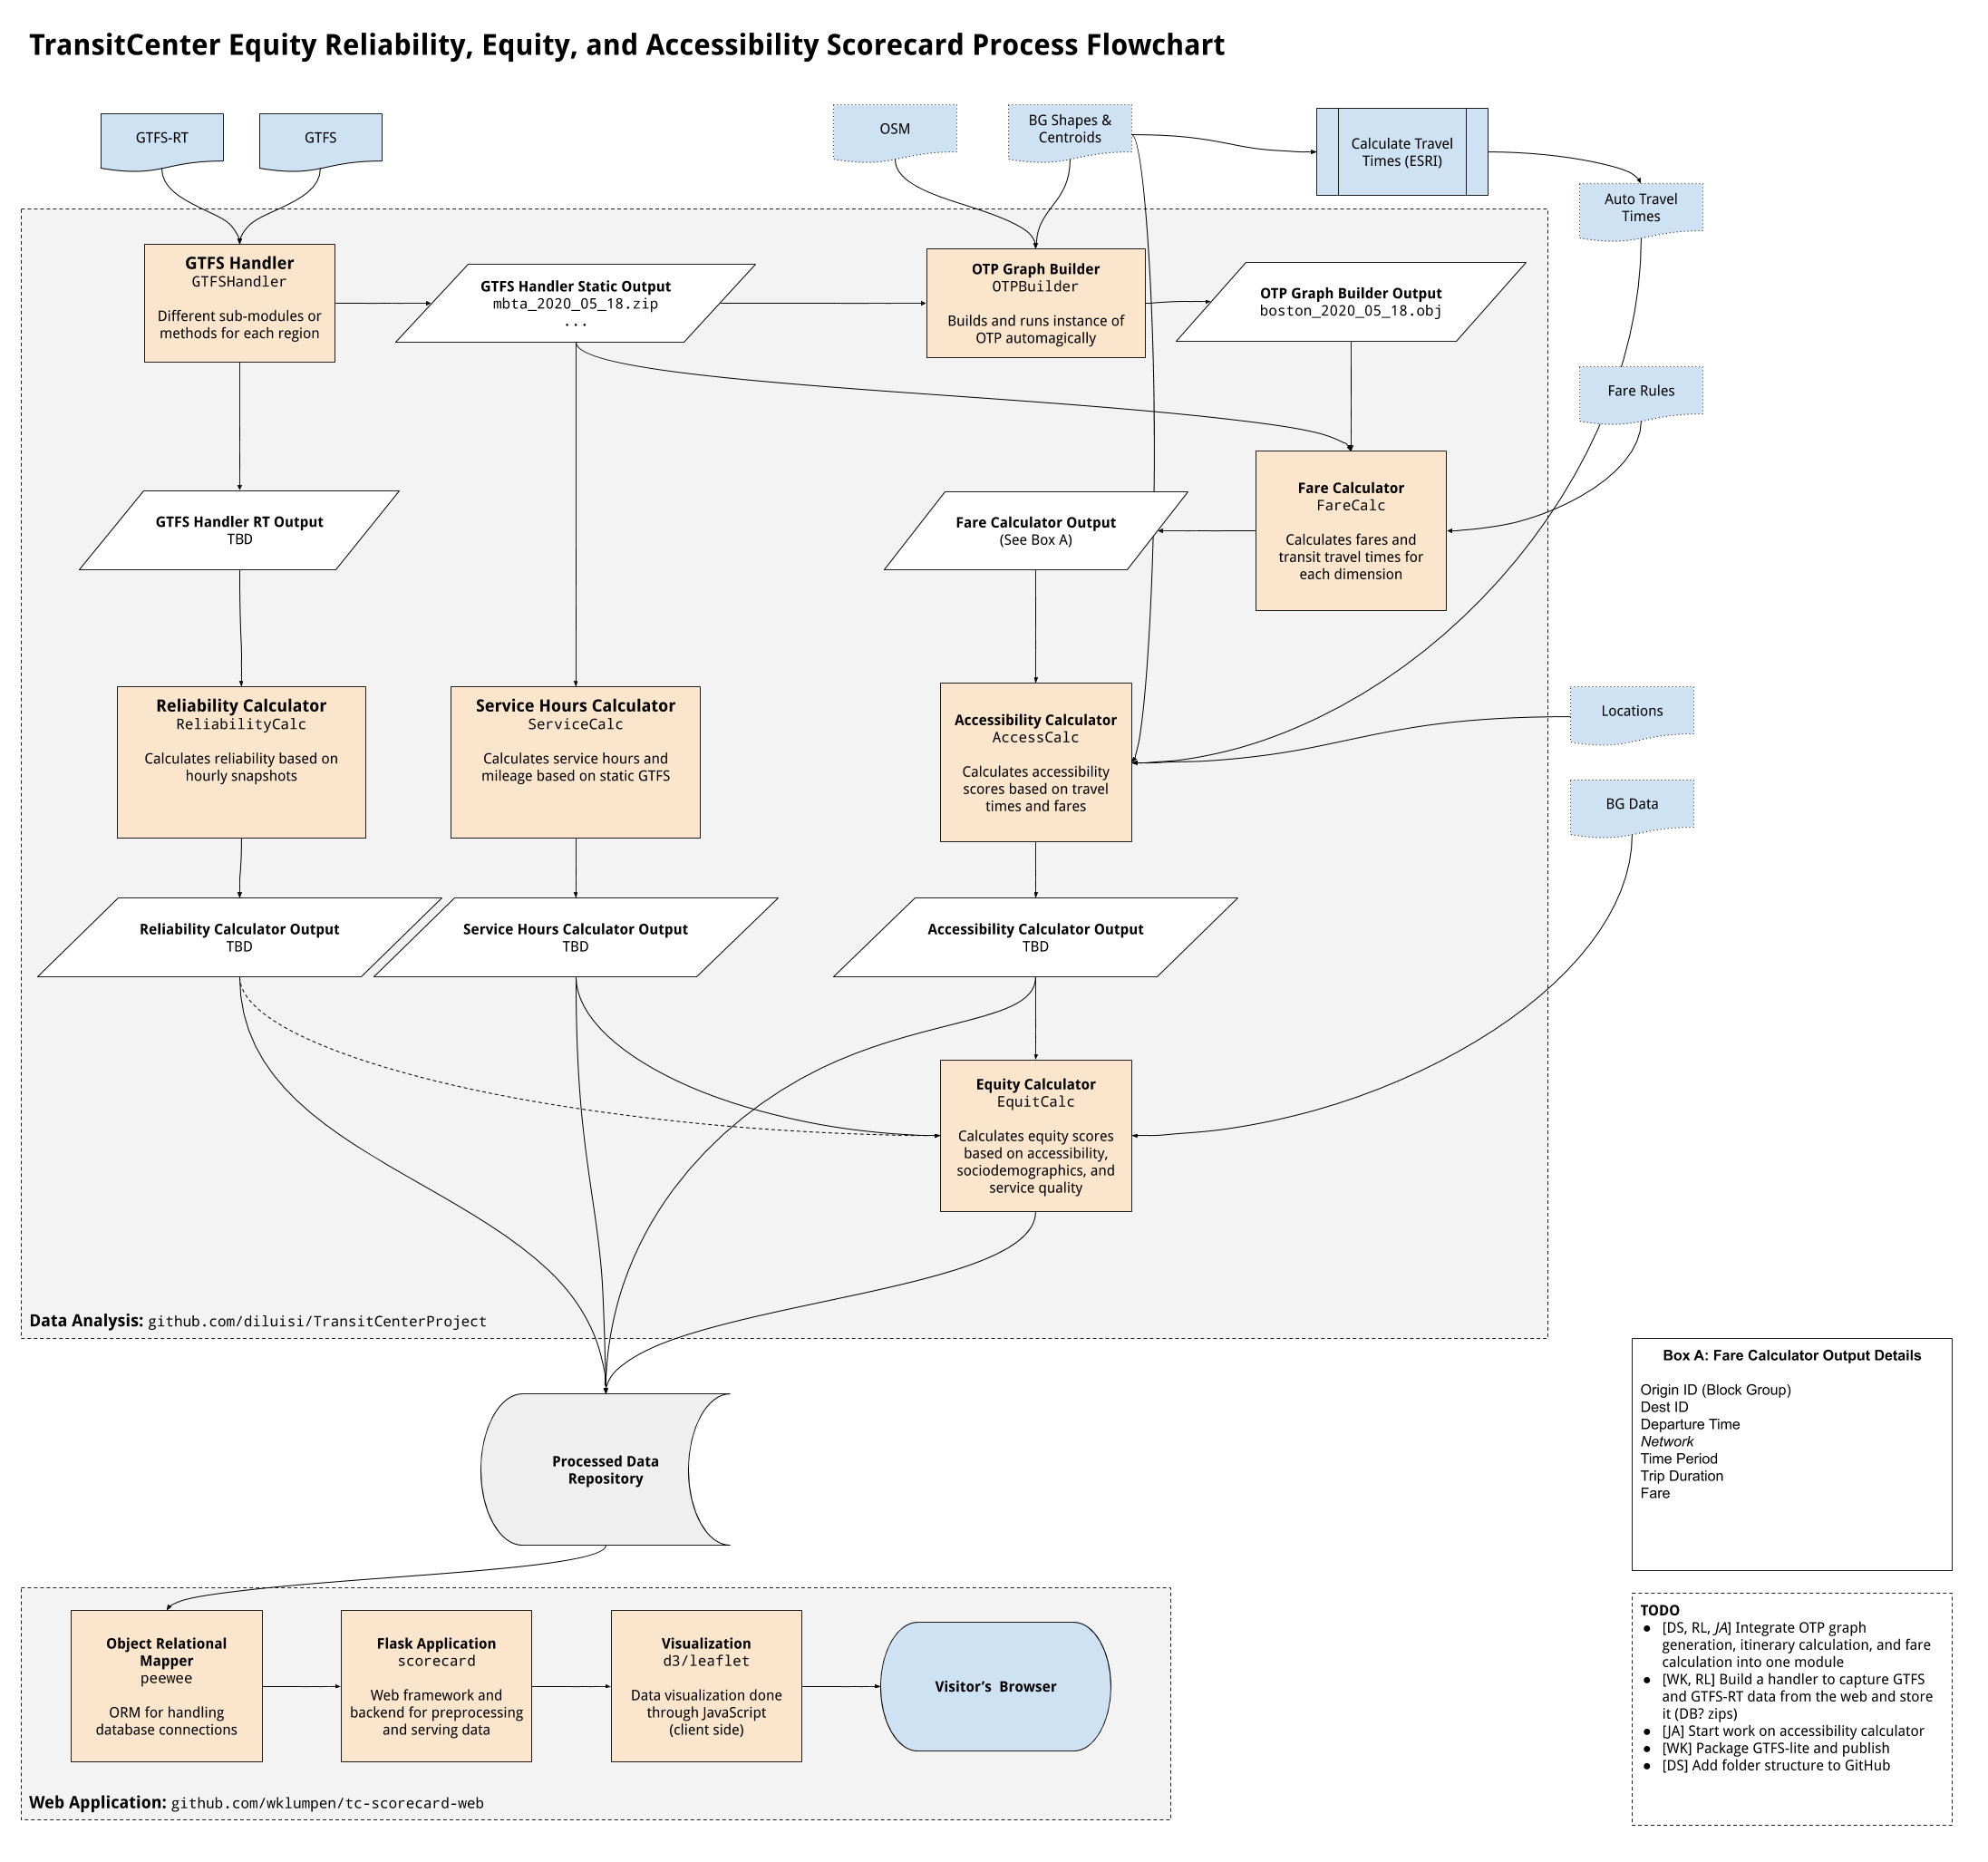 TransitCenter Equity Reliability, Equity, and Accessibility Scorecard Process Flowchart
GTFS-RT
GTFS
OSM
BG Shapes &
Centroids
Calculate Travel
Times (ESRI)
Auto Travel
Times
GTFS Handler
GTFSHandler
Different sub-modules or
methods for each region
GTFS Handler Static Output
mbta_2020_05_18.zip
...
OTP Graph Builder
OTPBuilder
Builds and runs instance of
OTP automagically
OTP Graph Builder Output
boston_2020_05_18.obj
Fare Rules
GTFS Handler RT Output
TBD
Fare Calculator Output
(See Box A)
Fare Calculator
FareCalc
Calculates fares and
transit travel times for
each dimension
Reliability Calculator
ReliabilityCalc
Calculates reliability based on
hourly snapshots
Service Hours Calculator
ServiceCalc
Calculates service hours and
mileage based on static GTFS
Accessibility Calculator
AccessCalc
Calculates accessibility
scores based on travel
times and fares
Locations
BG Data
Reliability Calculator Output
TBD
Service Hours Calculator Output
TBD
Accessibility Calculator Output
TBD
Equity Calculator
EquitCalc
Calculates equity scores
based on accessibility,
sociodemographics, and
service quality
Data Analysis: github.com/diluisi/TransitCenterProject
Processed Data
Repository
Box A: Fare Calculator Output Details
Origin ID (Block Group)
Dest ID
Departure Time
Network
Time Period
Trip Duration
Fare
Object Relational
Mapper
peewee
ORM for handling
database connections
Flask Application
scorecard
Web framework and
backend for preprocessing
and serving data
Visualization
d3/leaflet
Data visualization done
through JavaScript
(client side)
Visitor's Browser
Web Application: github.com/wklumpen/tc-scorecard-web
TODO
● [DS, RL, JA] Integrate OTP graph
generation, itinerary calculation, and fare
calculation into one module
● [WK, RL] Build a handler to capture GTFS
and GTFS-RT data from the web and store
it (DB? zips)
● [JA] Start work on accessibility calculator
● [WK] Package GTFS-lite and publish
● [DS] Add folder structure to GitHub